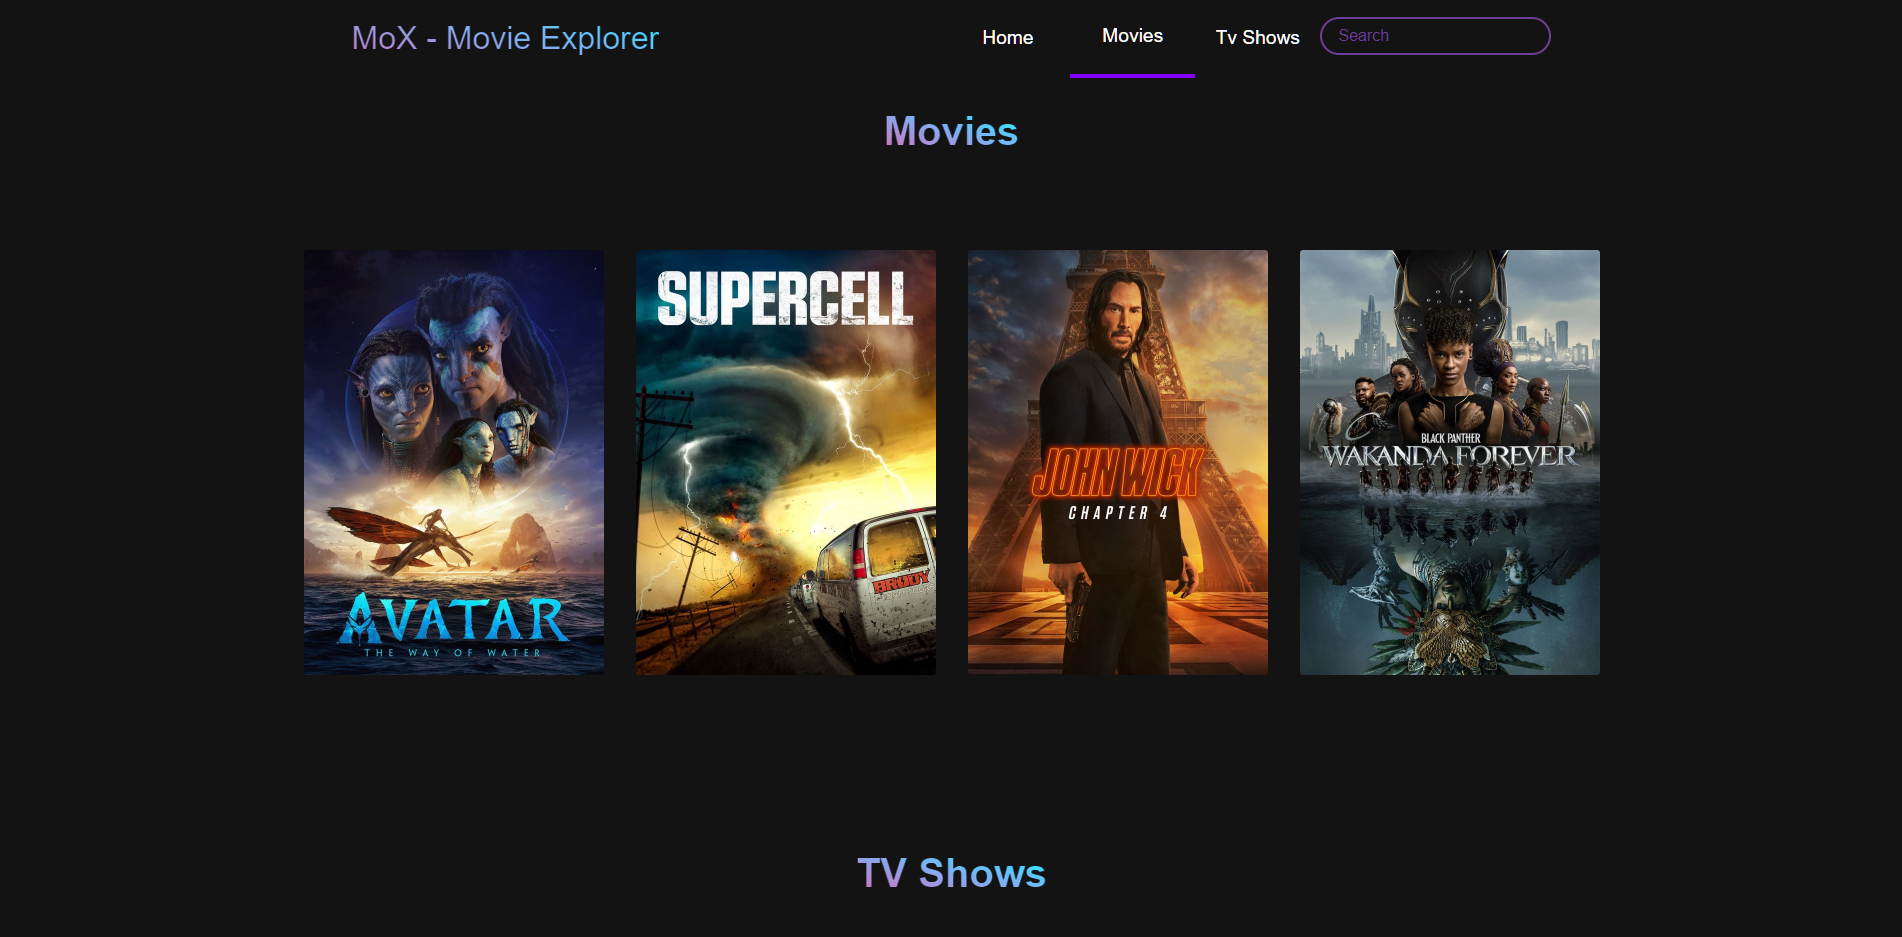 MoX - Movie Explorer
Home
Movies
Tv Shows
Search
Movies
AVATAR
THE WAY OF WATER
SUPERCELL
BRODY
JOHN WICK
CHAPTER 4
BLACK PANTHER
WAKANDA FOREVER
TV Shows